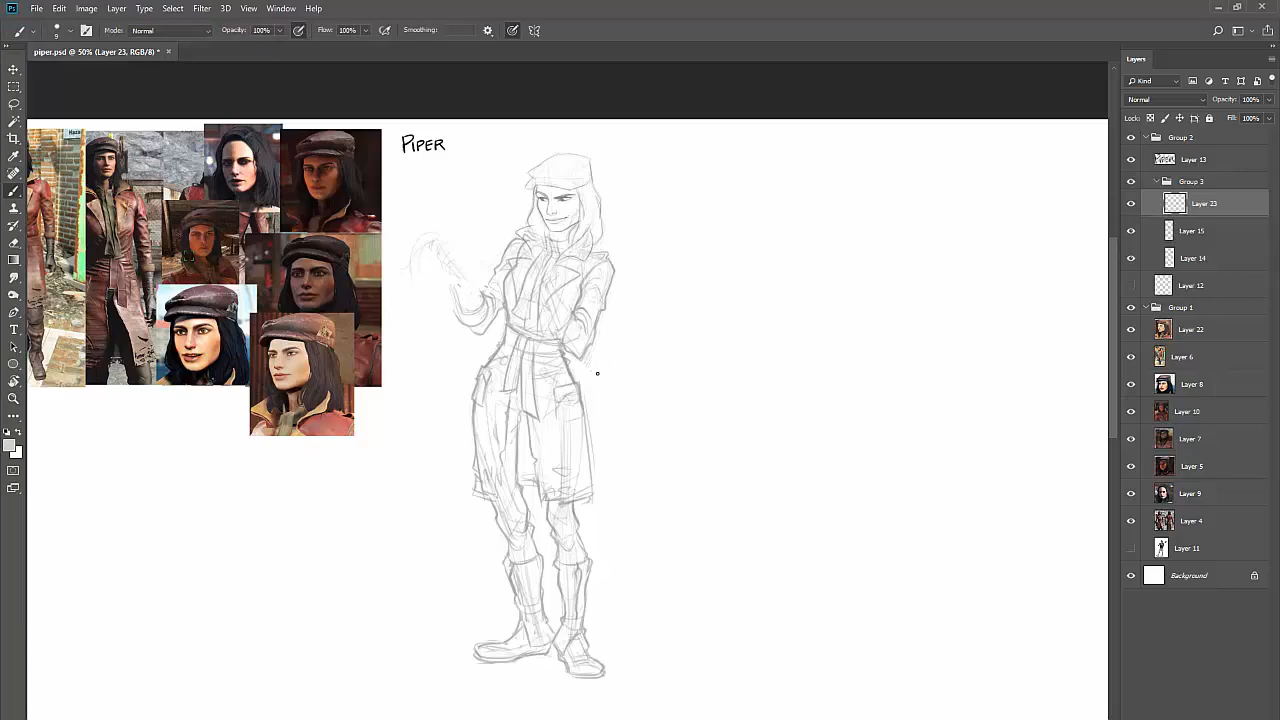 File Edit Image Layer Type Select Filter 3D View Window Help
9 Mode: Normal Opacity: 100% Flow: 100% Smoothing:
piper.psd @ 50% (Layer 23, RGB/8) *
Layers
Kind
Normal Opacity: 100%
Lock: Fill: 100%
Group 2
Layer 13
Group 3
Layer 23
Layer 15
Layer 14
Layer 12
Group 1
Layer 22
Layer 6
Layer 8
Layer 10
Layer 7
Layer 5
Layer 9
Layer 4
Layer 11
Background
PIPER